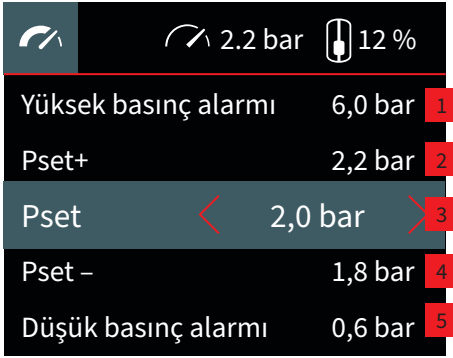 2.2 bar 12 %
Yüksek basınç alarmı 6,0 bar 1
Pset+ 2,2 bar 2
Pset 2,0 bar 3
Pset – 1,8 bar 4
Düşük basınç alarmı 0,6 bar 5